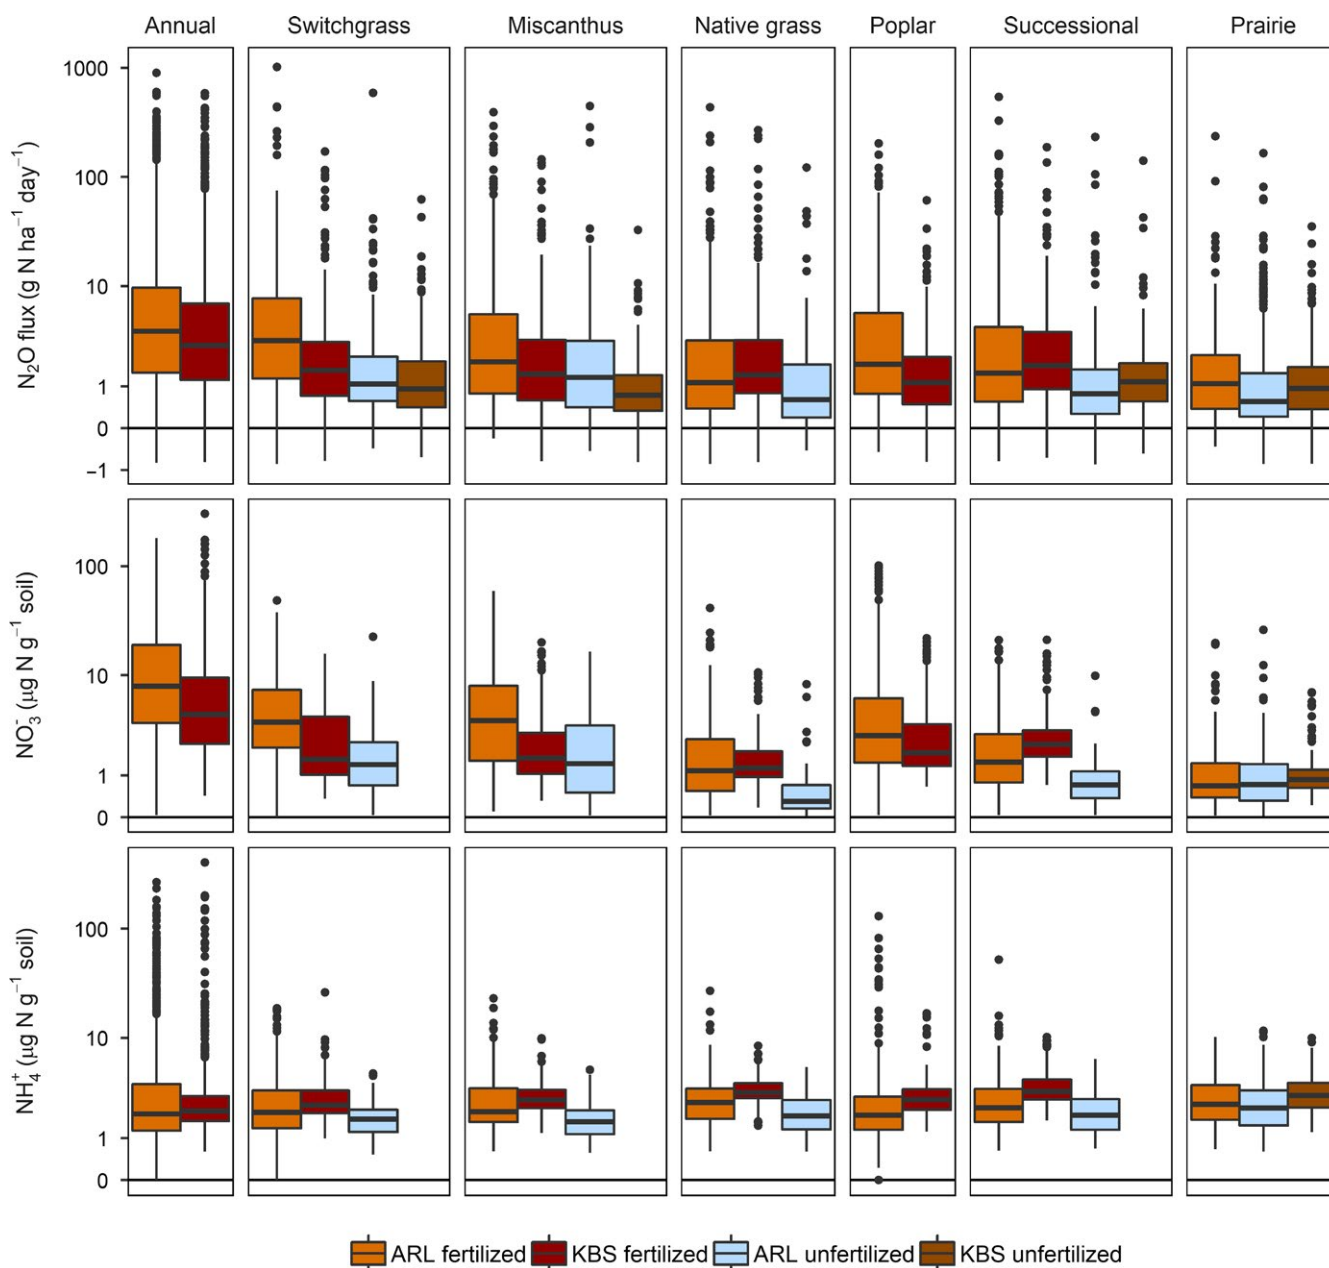 Annual Switchgrass Miscanthus Native grass Poplar Successional Prairie
N₂O flux (g N ha⁻¹ day⁻¹)
1000
100
10
1
0
−1
NO₃⁻ (μg N g⁻¹ soil)
100
10
1
0
NH₄⁺ (μg N g⁻¹ soil)
100
10
1
0
ARL fertilized KBS fertilized ARL unfertilized KBS unfertilized